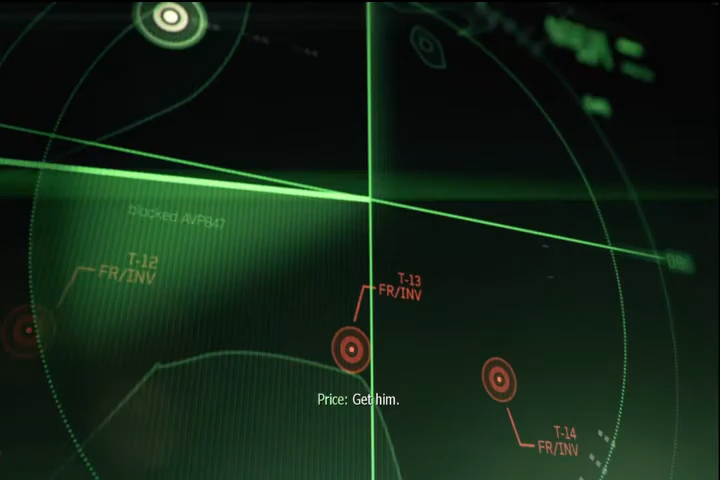 blocked AVP847
T-12
FR/INV
T-13
FR/INV
Price: Get him.
T-14
FR/INV